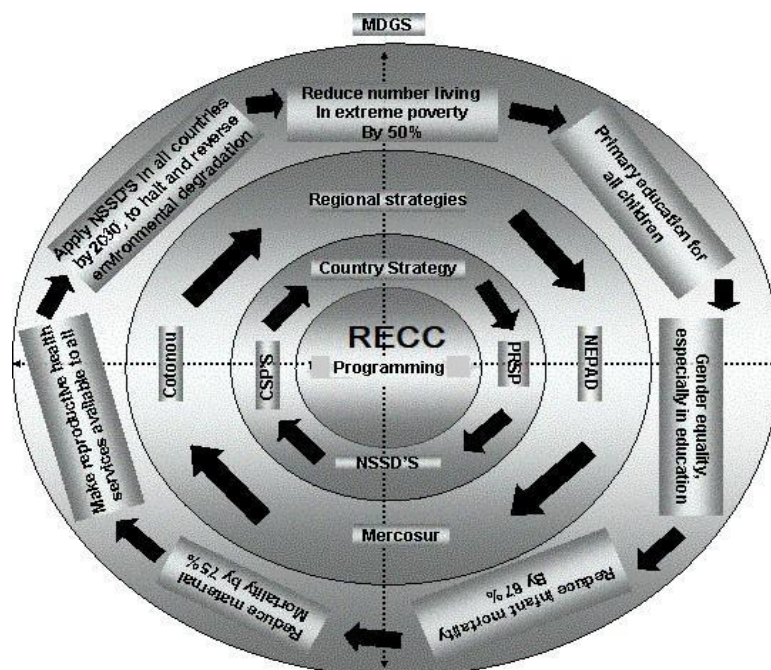 MDGS
Reduce number living
In extreme poverty
By 50%
Primary education for
all children
Gender equality,
especially in education
Reduce infant mortality
By 67%
Reduce maternal
Mortality by 75%
Make reproductive health
services available to all
Apply NSSD'S in all countries
by 2030, to halt and reverse
environmental degradation
Regional strategies
NEPAD
Mercosur
Cotonou
Country Strategy
PRSP
NSSD'S
CSP'S
RECC
Programming